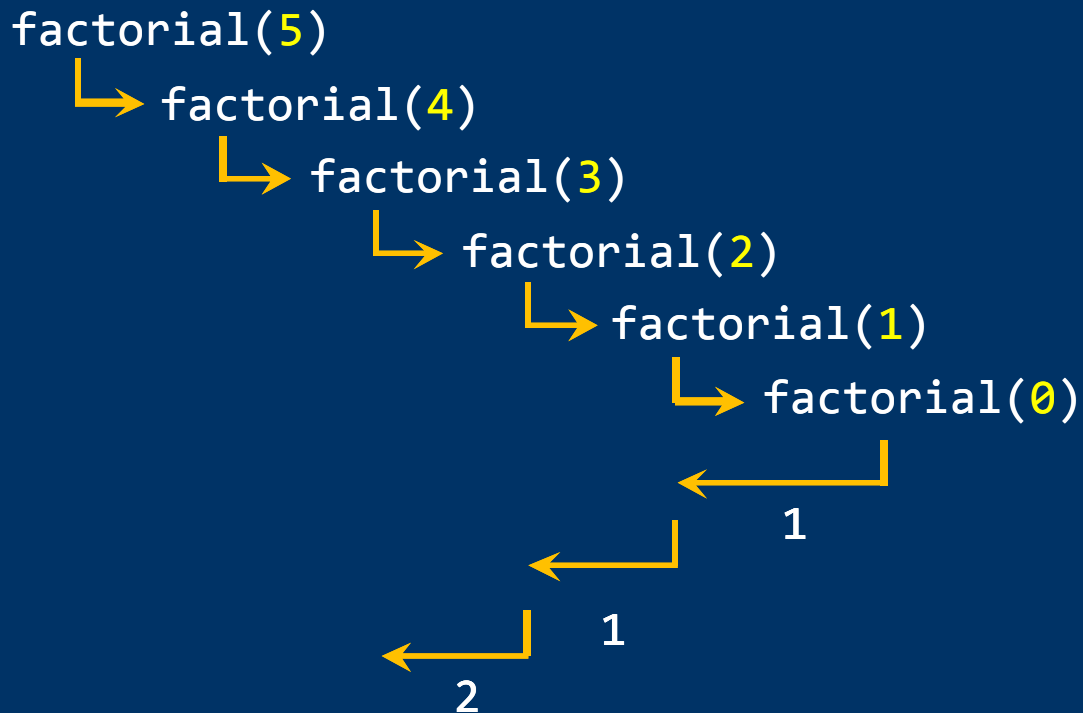 factorial(5)
factorial(4)
factorial(3)
factorial(2)
factorial(1)
factorial(0)
1
1
2